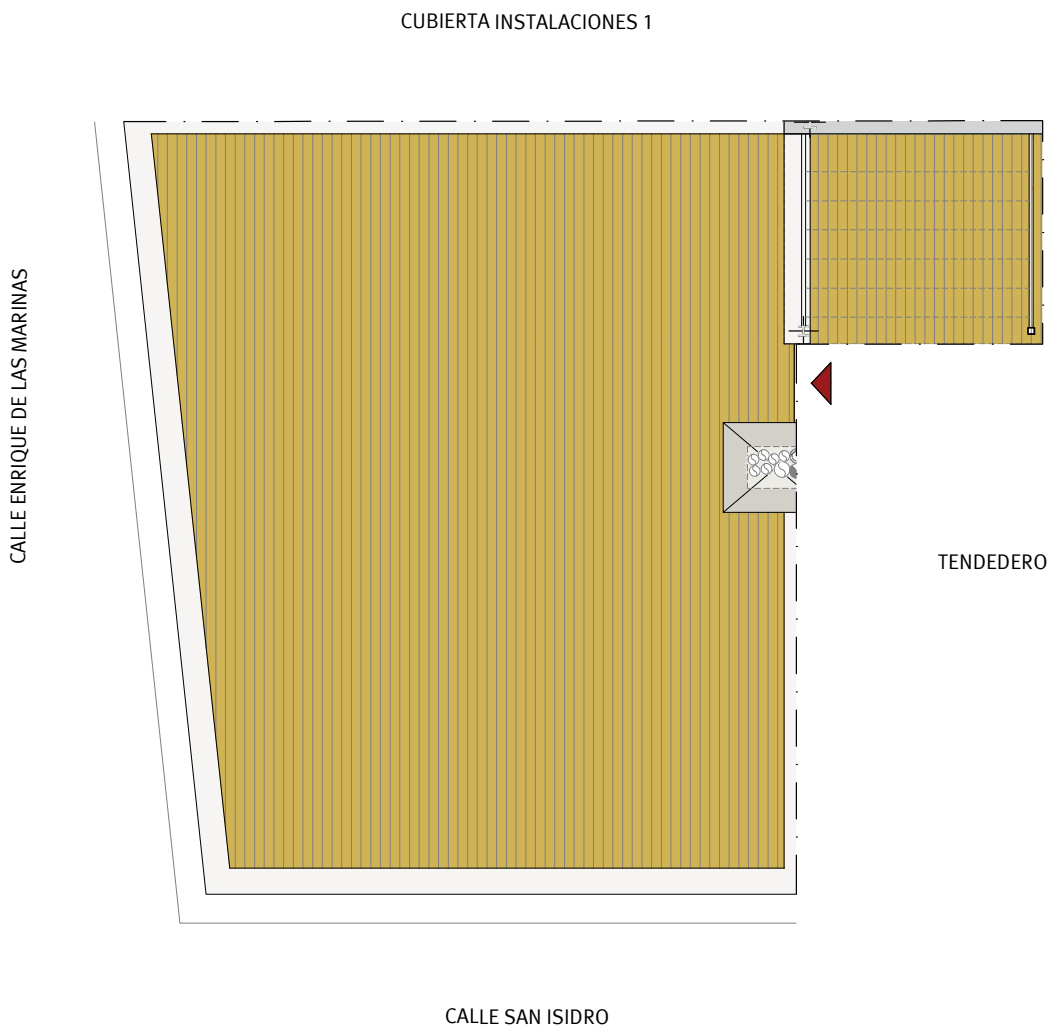 CUBIERTA INSTALACIONES 1
CALLE ENRIQUE DE LAS MARINAS
TENDEDERO
CALLE SAN ISIDRO